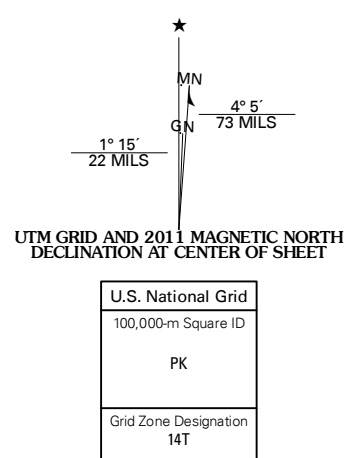 ★
MN
4° 5´
73 MILS
GN
1° 15´
22 MILS
UTM GRID AND 2011 MAGNETIC NORTH
DECLINATION AT CENTER OF SHEET
U.S. National Grid
100,000-m Square ID
PK
Grid Zone Designation
14T